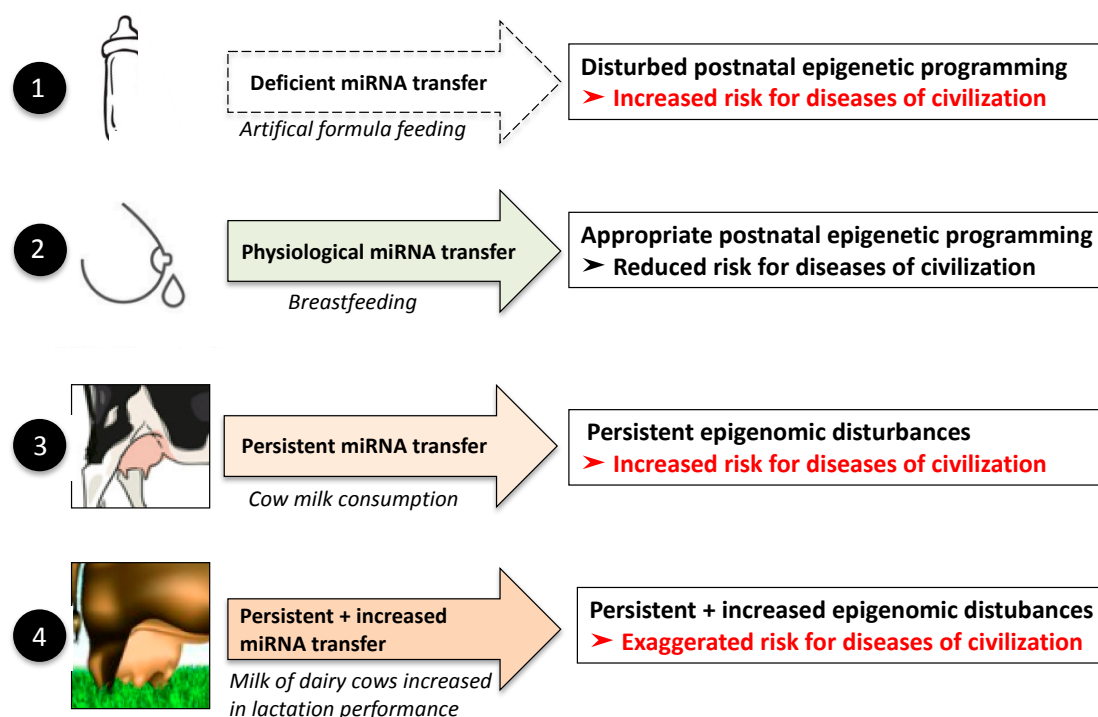 1
Deficient miRNA transfer
Artifical formula feeding
Disturbed postnatal epigenetic programming
➤ Increased risk for diseases of civilization
2
Physiological miRNA transfer
Breastfeeding
Appropriate postnatal epigenetic programming
➤ Reduced risk for diseases of civilization
3
Persistent miRNA transfer
Cow milk consumption
Persistent epigenomic disturbances
➤ Increased risk for diseases of civilization
4
Persistent + increased
miRNA transfer
Milk of dairy cows increased
in lactation performance
Persistent + increased epigenomic distubances
➤ Exaggerated risk for diseases of civilization